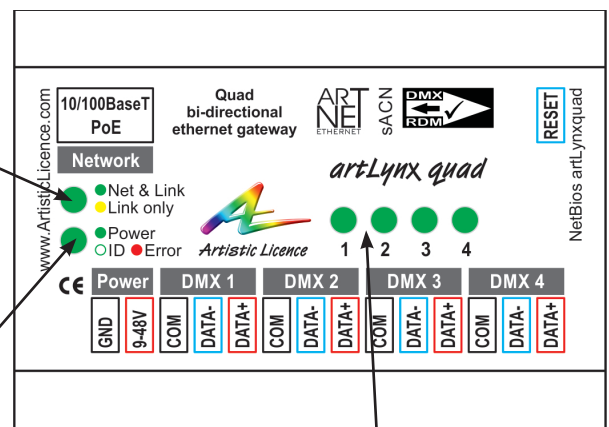 www.ArtisticLicence.com
10/100BaseT
PoE
Network
Net & Link
Link only
Power
ID Error
Quad
bi-directional
ethernet gateway
ART
NET
ETHERNET
sACN
DMX
RDM
RESET
NetBios artLynxquad
artLynx quad
Artistic Licence
1 2 3 4
CE Power DMX 1 DMX 2 DMX 3 DMX 4
GND 9-48V COM DATA- DATA+ COM DATA- DATA+ COM DATA- DATA+ COM DATA- DATA+